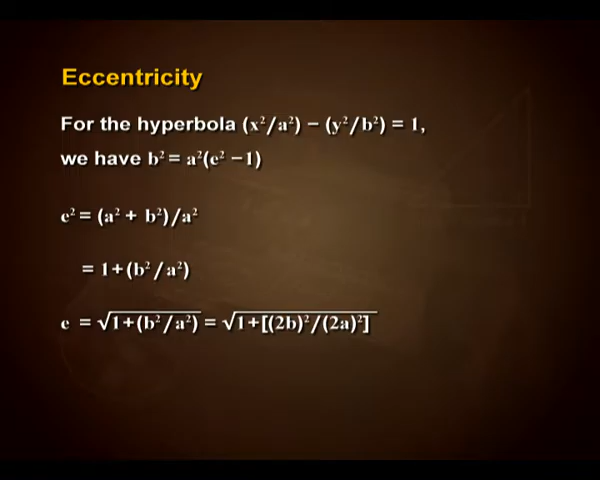 Eccentricity
For the hyperbola (x²/a²) − (y²/b²) = 1,
we have b² = a²(e² −1)
e² = (a² + b²)/a²
= 1+(b²/a²)
e = √1+(b²/a²) = √1+[(2b)²/(2a)²]